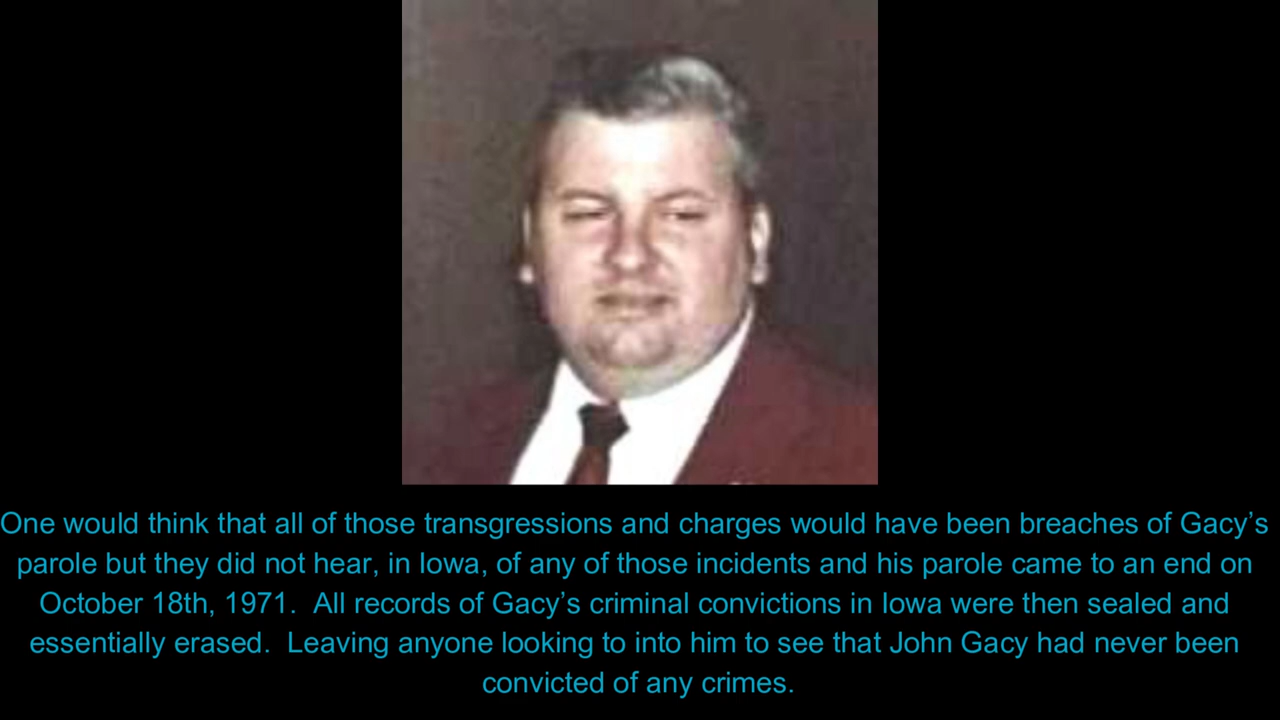 One would think that all of those transgressions and charges would have been breaches of Gacy’s
parole but they did not hear, in Iowa, of any of those incidents and his parole came to an end on
October 18th, 1971.  All records of Gacy’s criminal convictions in Iowa were then sealed and
essentially erased.  Leaving anyone looking to into him to see that John Gacy had never been
convicted of any crimes.